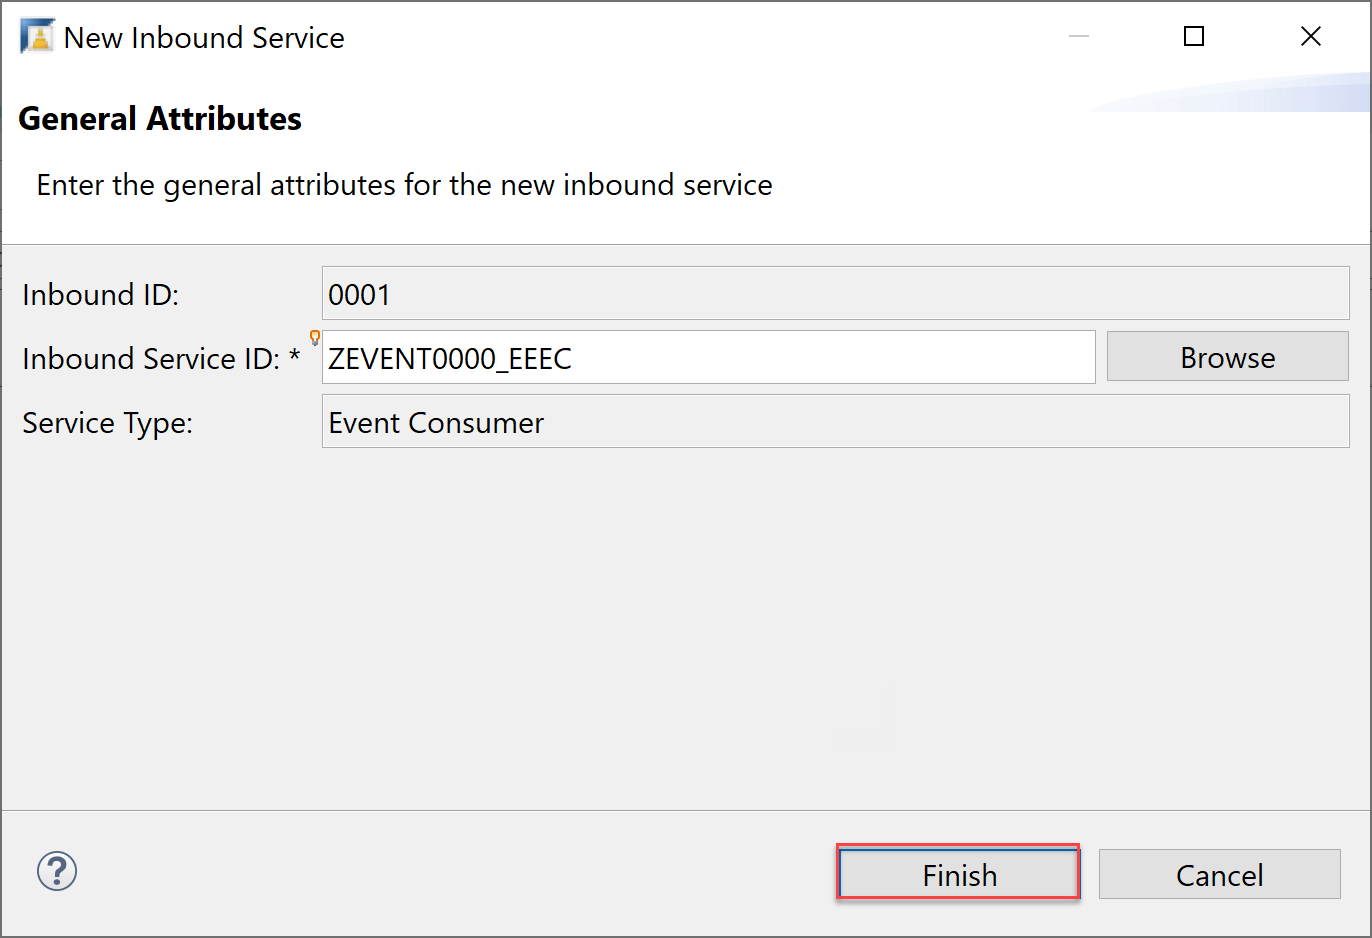 New Inbound Service
General Attributes
Enter the general attributes for the new inbound service
Inbound ID: 0001
Inbound Service ID: * ZEVENT0000_EEEC Browse
Service Type: Event Consumer
? Finish Cancel